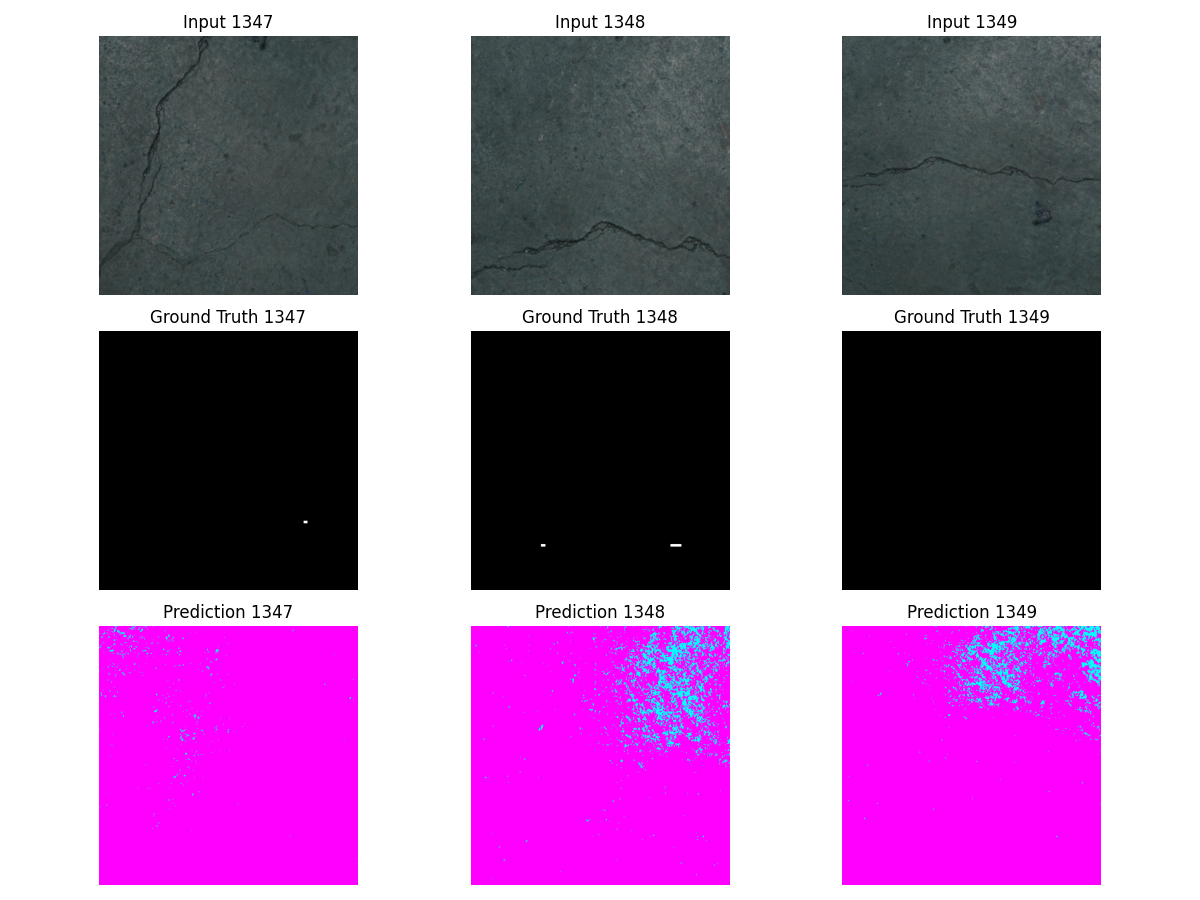 Input 1347
Input 1348
Input 1349
Ground Truth 1347
Ground Truth 1348
Ground Truth 1349
Prediction 1347
Prediction 1348
Prediction 1349